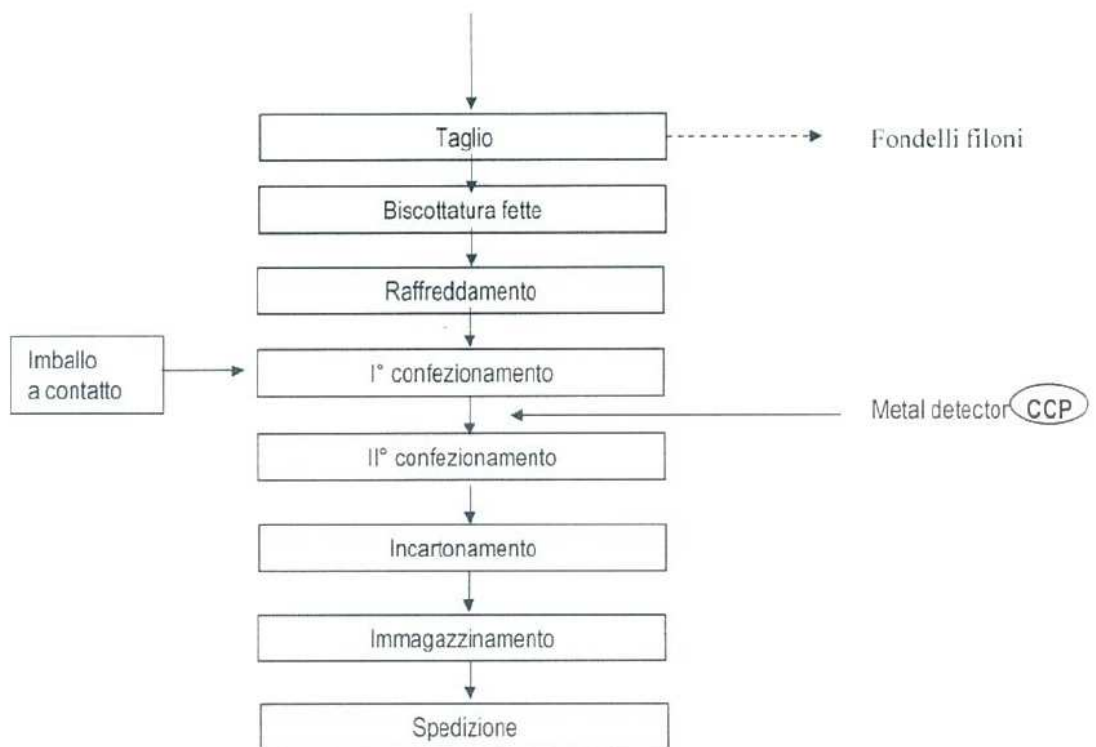 Taglio
Fondelli filoni
Biscottatura fette
Raffreddamento
Imballo
a contatto
I° confezionamento
Metal detector CCP
II° confezionamento
Incartonamento
Immagazzinamento
Spedizione